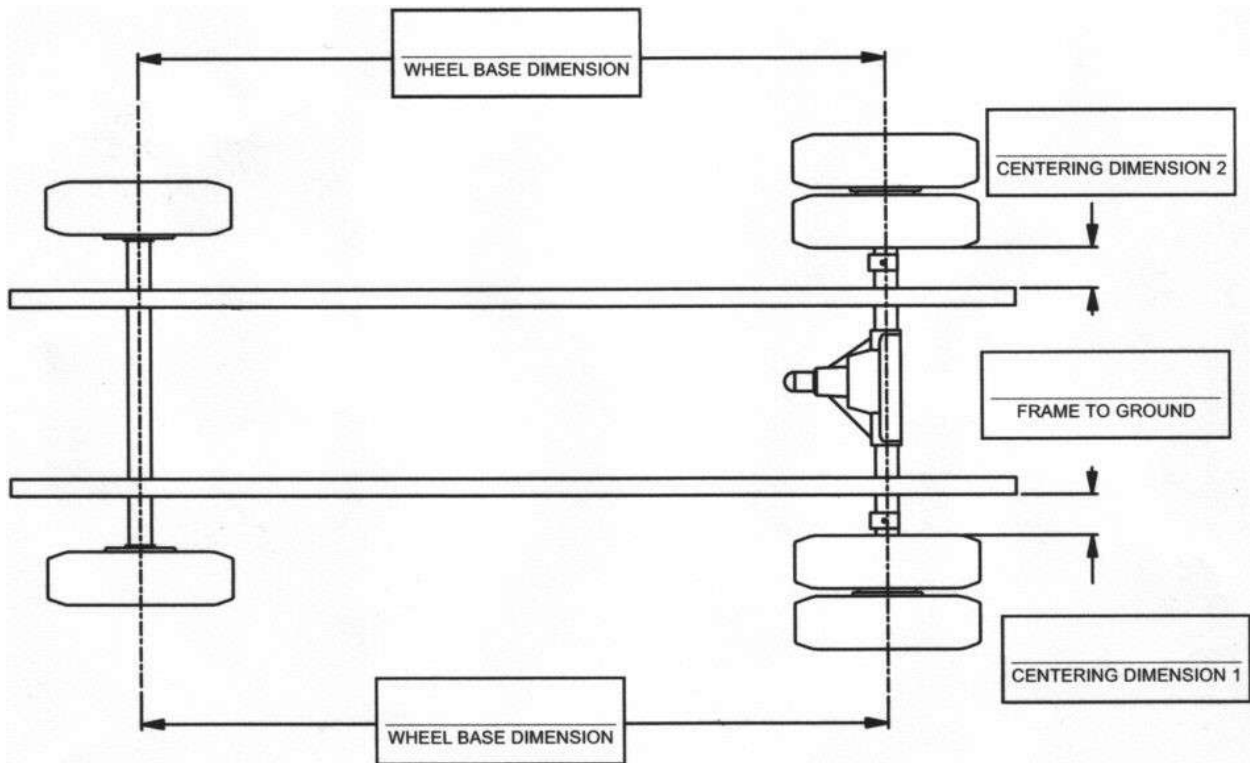 WHEEL BASE DIMENSION
CENTERING DIMENSION 2
FRAME TO GROUND
CENTERING DIMENSION 1
WHEEL BASE DIMENSION